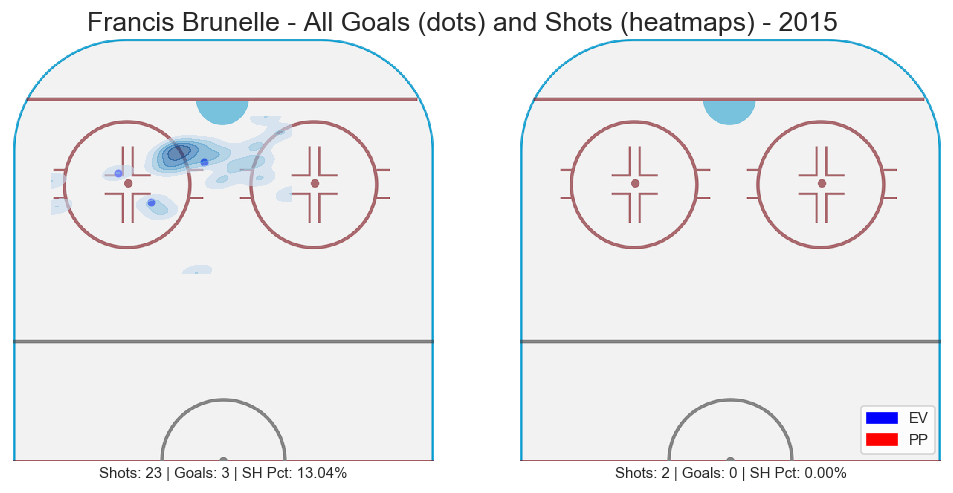 Francis Brunelle - All Goals (dots) and Shots (heatmaps) - 2015
EV
PP
Shots: 23 | Goals: 3 | SH Pct: 13.04%
Shots: 2 | Goals: 0 | SH Pct: 0.00%